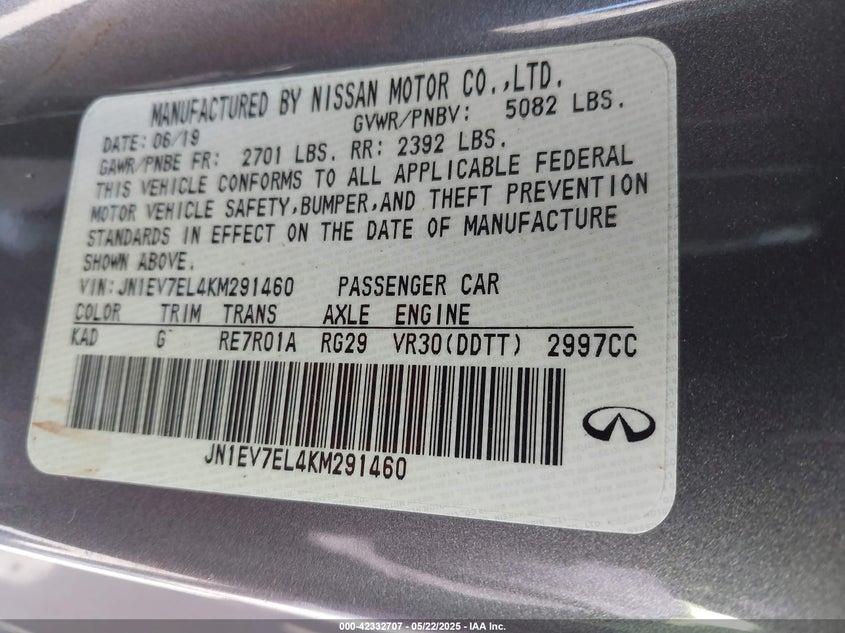 MANUFACTURED BY NISSAN MOTOR CO.,LTD.
DATE: 06/19 GVWR/PNBV: 5082 LBS.
GAWR/PNBE FR: 2701 LBS. RR: 2392 LBS.
THIS VEHICLE CONFORMS TO ALL APPLICABLE FEDERAL
MOTOR VEHICLE SAFETY,BUMPER,AND THEFT PREVENTION
STANDARDS IN EFFECT ON THE DATE OF MANUFACTURE
SHOWN ABOVE.
VIN:JN1EV7EL4KM291460 PASSENGER CAR
COLOR TRIM TRANS AXLE ENGINE
KAD G RE7R01A RG29 VR30(DDTT) 2997CC
JN1EV7EL4KM291460
000-42332707 - 05/22/2025 - IAA Inc.